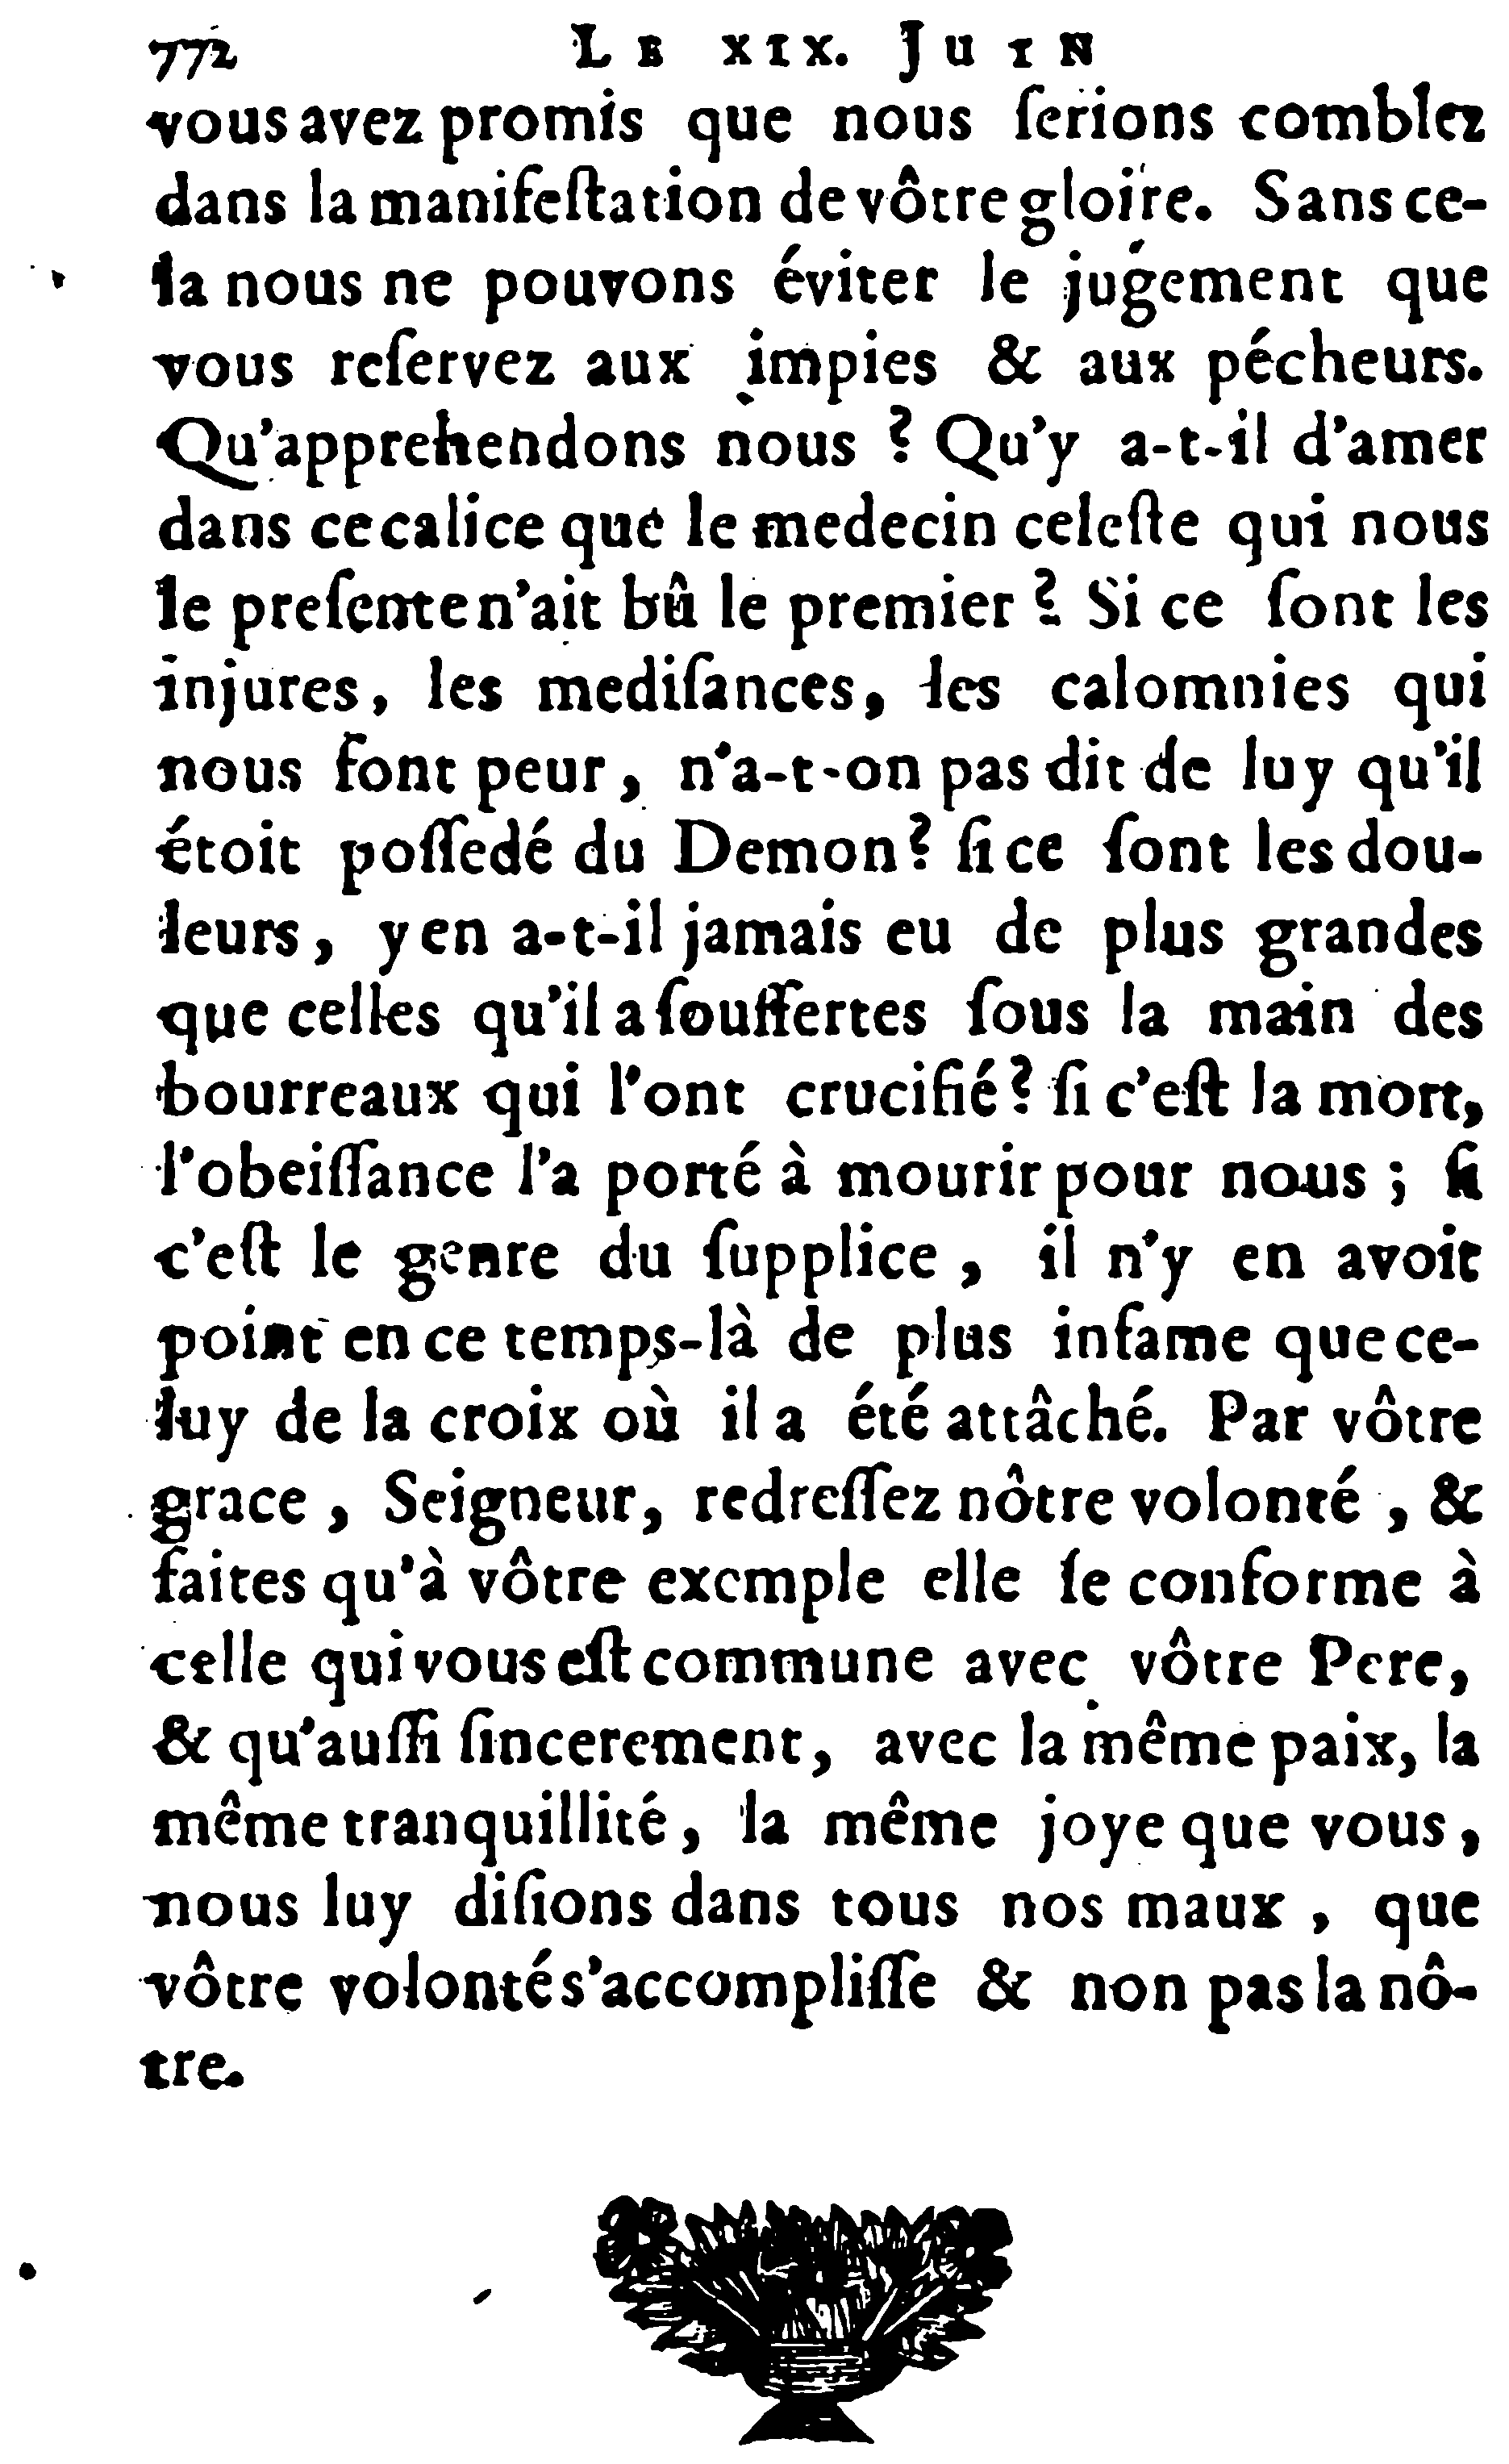 772 LE XIX. JUIN
vous avez promis que nous ſerions comblez
dans la manifeſtation de vôtre gloire. Sans ce-
la nous ne pouvons éviter le jugement que
vous reſervez aux impies & aux pécheurs.
Qu'apprehendons nous ? Qu'y a-t-il d'amer
dans ce calice que le medecin celeſte qui nous
le preſente n'ait bû le premier ? Si ce ſont les
injures, les mediſances, les calomnies qui
nous font peur, n'a-t-on pas dit de luy qu'il
étoit poſſedé du Demon? ſi ce ſont les dou-
leurs, y en a-t-il jamais eu de plus grandes
que celles qu'il a ſouffertes ſous la main des
bourreaux qui l'ont crucifié? ſi c'eſt la mort,
l'obeiſſance l'a porté à mourir pour nous ; ſi
c'eſt le genre du ſupplice, il n'y en avoit
point en ce temps-là de plus infame que ce-
luy de la croix où il a été attâché. Par vôtre
grace, Seigneur, redreſſez nôtre volonté, &
faites qu'à vôtre exemple elle ſe conforme à
celle qui vous eſt commune avec vôtre Pere,
& qu'auſſi ſincerement, avec la même paix, la
même tranquillité, la même joye que vous,
nous luy diſions dans tous nos maux, que
vôtre volonté s'accompliſſe & non pas la nô-
tre.